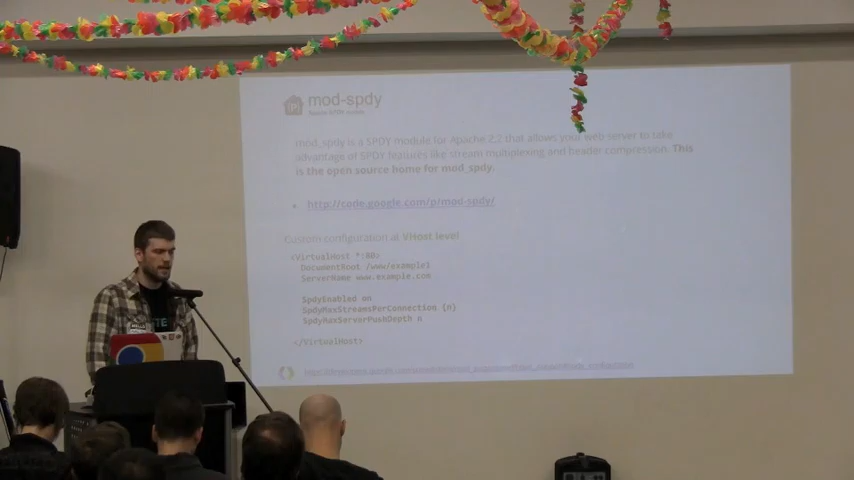 mod-spdy
mod_spdy is a SPDY module for Apache 2.2 that allows your web server to take
advantage of SPDY features like stream multiplexing and header compression. This
is the open source home for mod_spdy.
• http://code.google.com/p/mod-spdy/
Custom configuration at VHost level
<VirtualHost *:80>
DocumentRoot /www/example1
ServerName www.example.com
SpdyEnabled on
SpdyMaxStreamsPerConnection {n}
SpdyMaxServerPushDepth n
</VirtualHost>